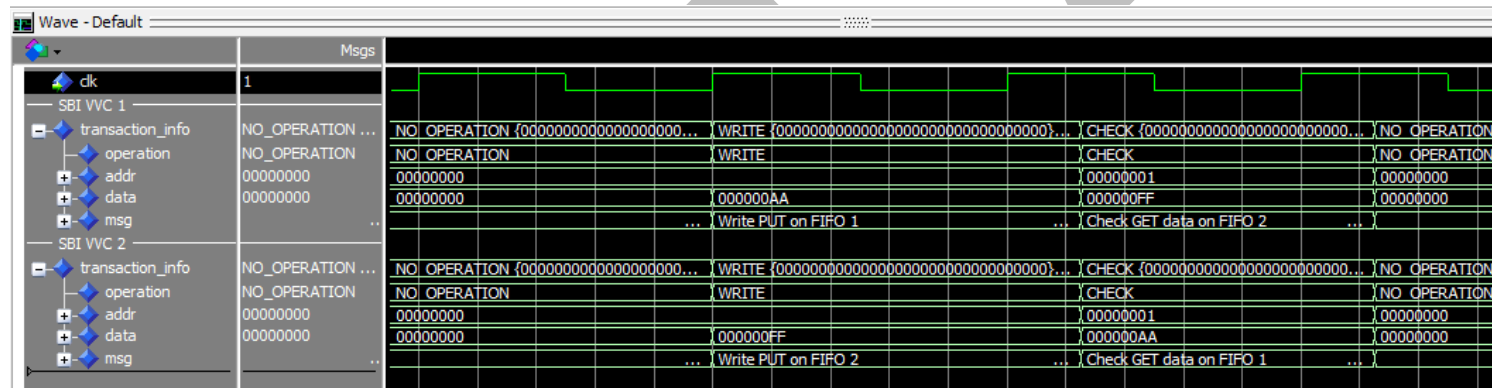 Wave - Default
Msgs
clk 1
SBI VVC 1
transaction_info NO_OPERATION ... NO_OPERATION {0000000000000000000... WRITE {00000000000000000000000000000000}... CHECK {000000000000000000000000... NO_OPERATION
operation NO_OPERATION NO_OPERATION WRITE CHECK NO_OPERATION
addr 00000000 00000000 00000001 00000000
data 00000000 00000000 000000AA 000000FF 00000000
msg .. ... Write PUT on FIFO 1 ... Check GET data on FIFO 2 ...
SBI VVC 2
transaction_info NO_OPERATION ... NO_OPERATION {0000000000000000000... WRITE {00000000000000000000000000000000}... CHECK {000000000000000000000000... NO_OPERATION
operation NO_OPERATION NO_OPERATION WRITE CHECK NO_OPERATION
addr 00000000 00000000 00000001 00000000
data 00000000 00000000 000000FF 000000AA 00000000
msg .. ... Write PUT on FIFO 2 ... Check GET data on FIFO 1 ...